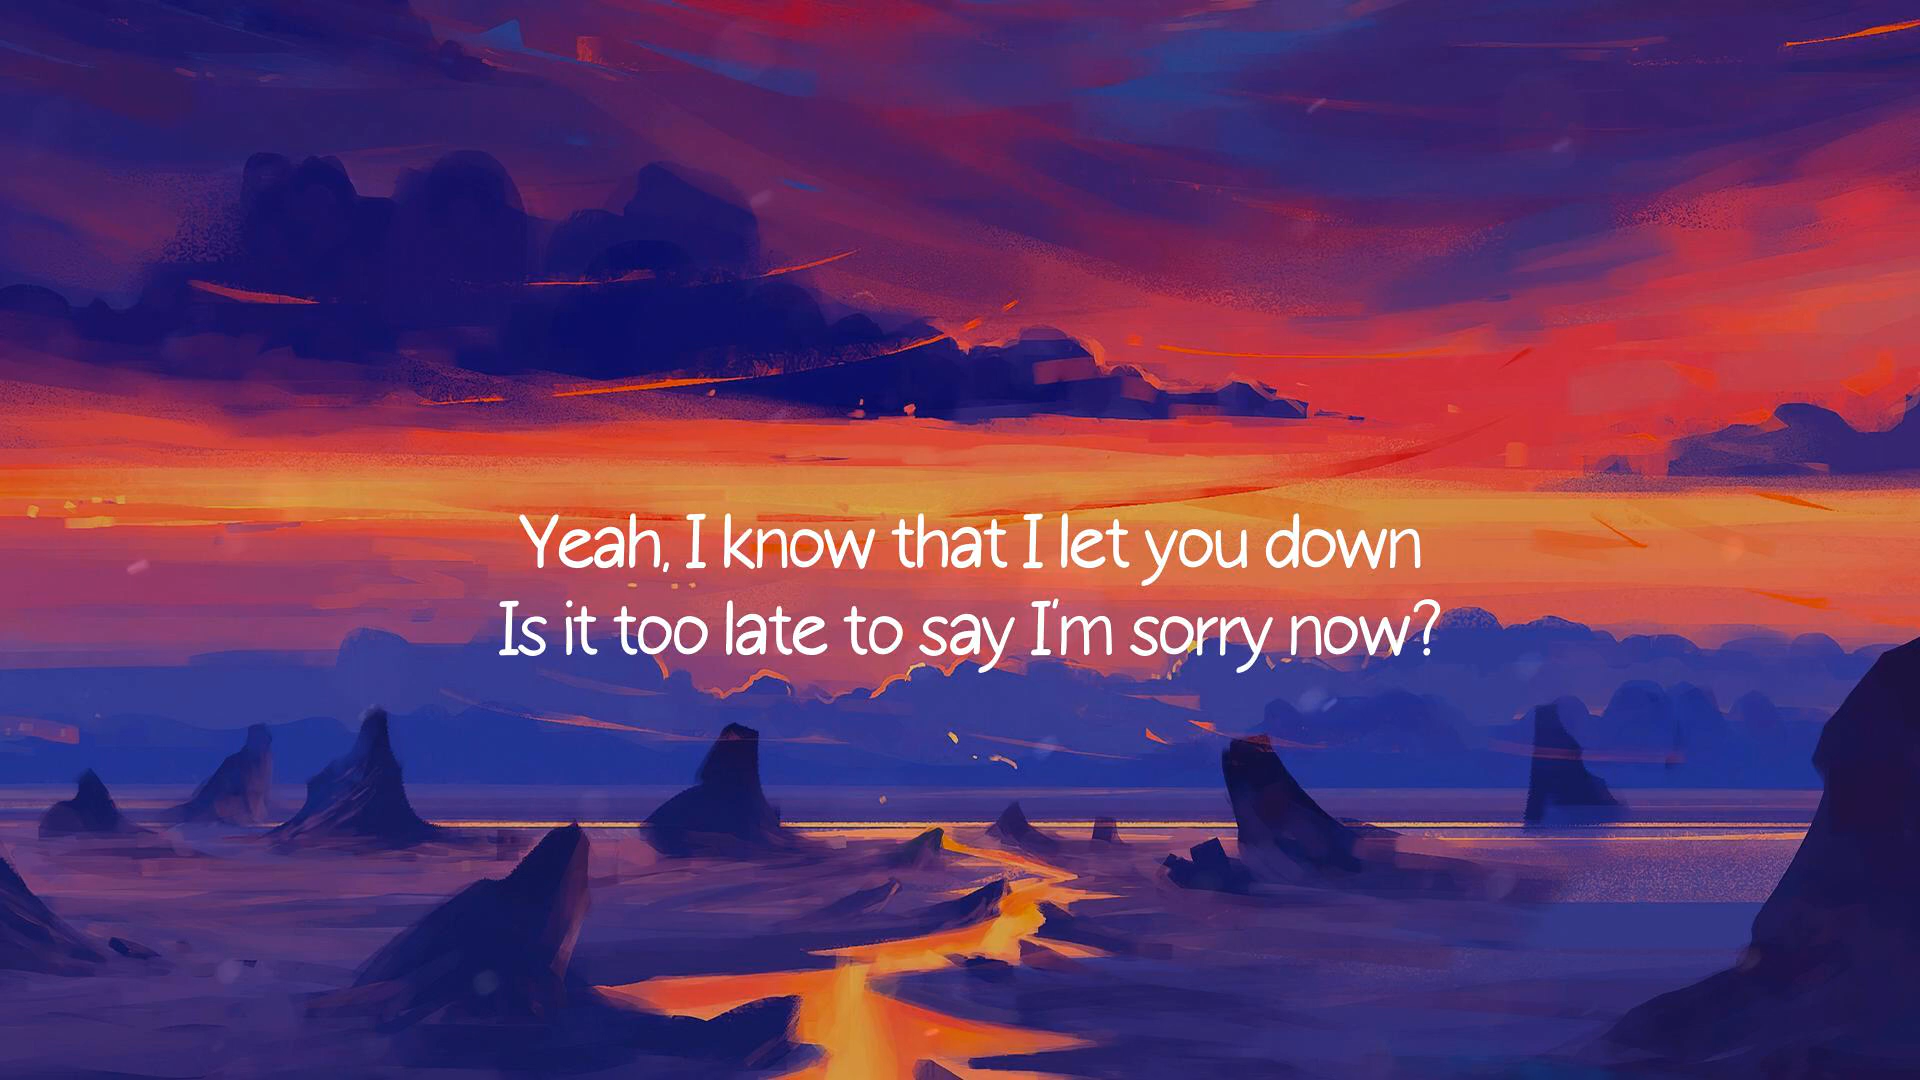 Yeah, I know that I let you down
Is it too late to say I'm sorry now?